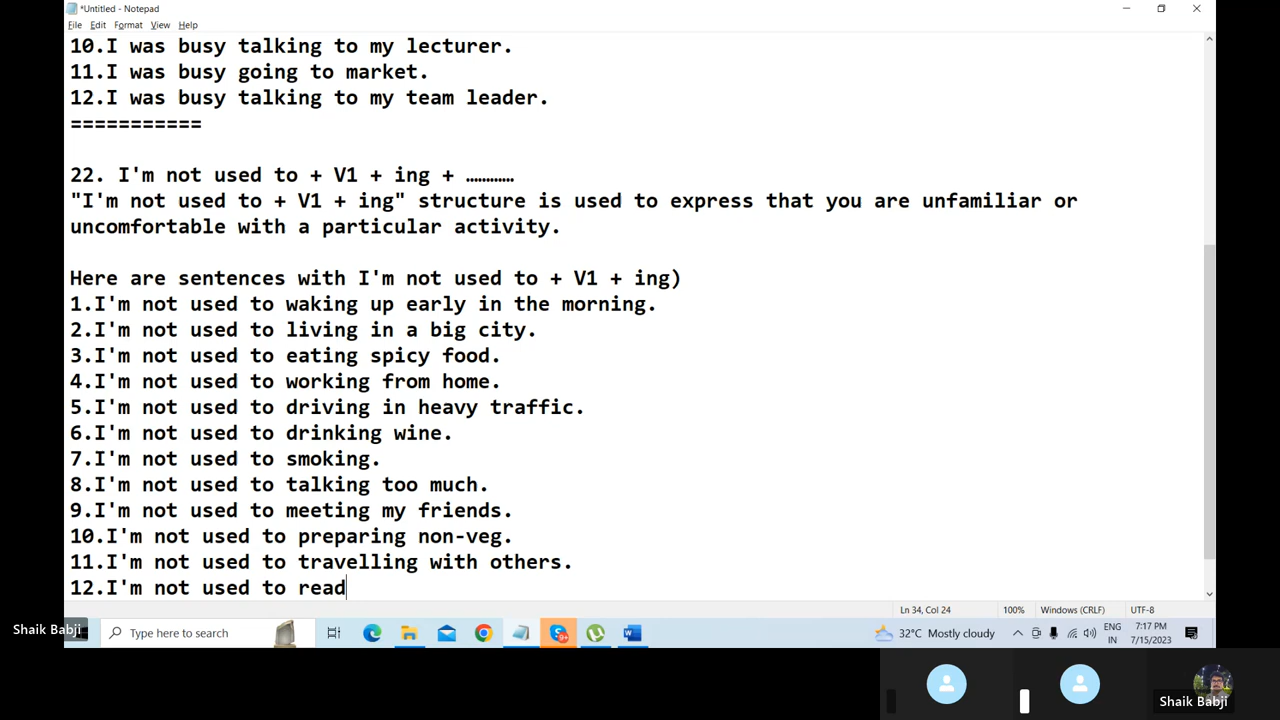 *Untitled - Notepad
File Edit Format View Help
10.I was busy talking to my lecturer.
11.I was busy going to market.
12.I was busy talking to my team leader.
===========
22. I'm not used to + V1 + ing + …………
"I'm not used to + V1 + ing" structure is used to express that you are unfamiliar or
uncomfortable with a particular activity.
Here are sentences with I'm not used to + V1 + ing)
1.I'm not used to waking up early in the morning.
2.I'm not used to living in a big city.
3.I'm not used to eating spicy food.
4.I'm not used to working from home.
5.I'm not used to driving in heavy traffic.
6.I'm not used to drinking wine.
7.I'm not used to smoking.
8.I'm not used to talking too much.
9.I'm not used to meeting my friends.
10.I'm not used to preparing non-veg.
11.I'm not used to travelling with others.
12.I'm not used to read
Ln 34, Col 24 100% Windows (CRLF) UTF-8
Shaik Babji
Type here to search
32°C Mostly cloudy
ENG
IN
7:17 PM
7/15/2023
Shaik Babji